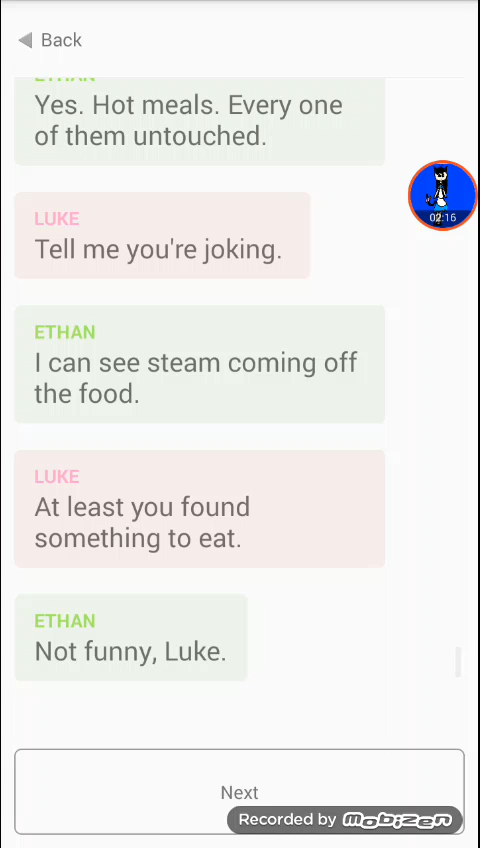 Back
ETHAN
Yes. Hot meals. Every one
of them untouched.
02:16
LUKE
Tell me you're joking.
ETHAN
I can see steam coming off
the food.
LUKE
At least you found
something to eat.
ETHAN
Not funny, Luke.
Next
Recorded by mobizen